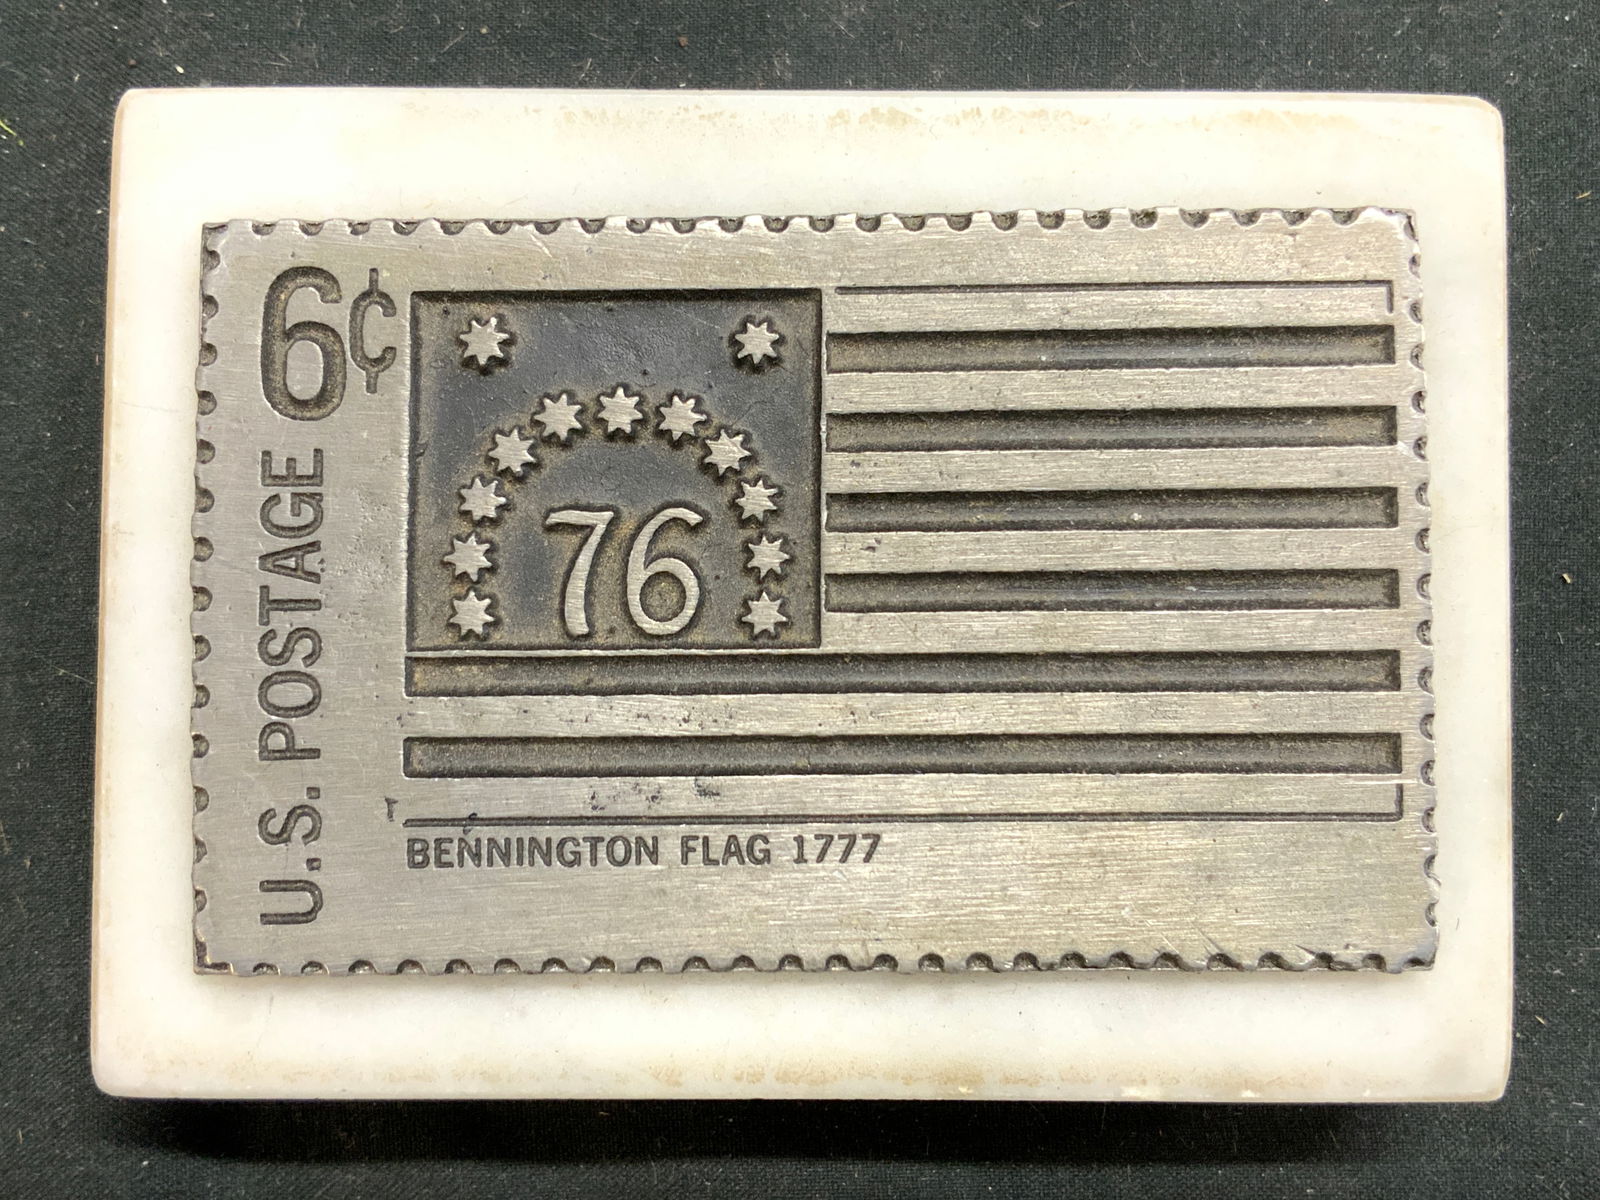 6¢
U.S. POSTAGE
76
BENNINGTON FLAG 1777